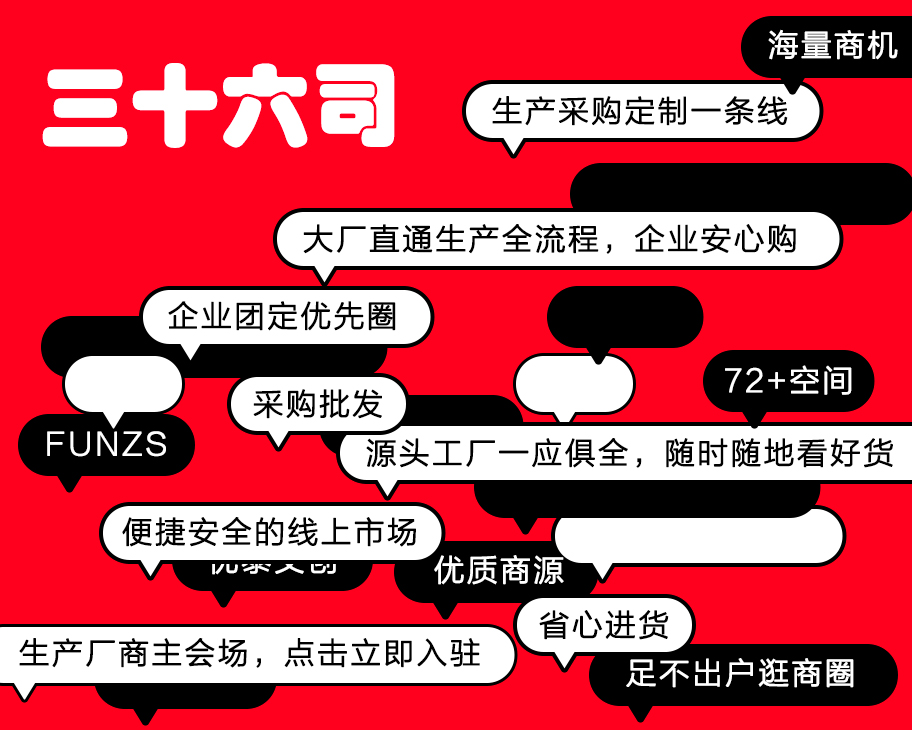 海量商机
三十六司
生产采购定制一条线
大厂直通生产全流程，企业安心购
企业团定优先圈
72+空间
采购批发
FUNZS
源头工厂一应俱全，随时随地看好货
便捷安全的线上市场
优质商源
省心进货
生产厂商主会场，点击立即入驻
足不出户逛商圈